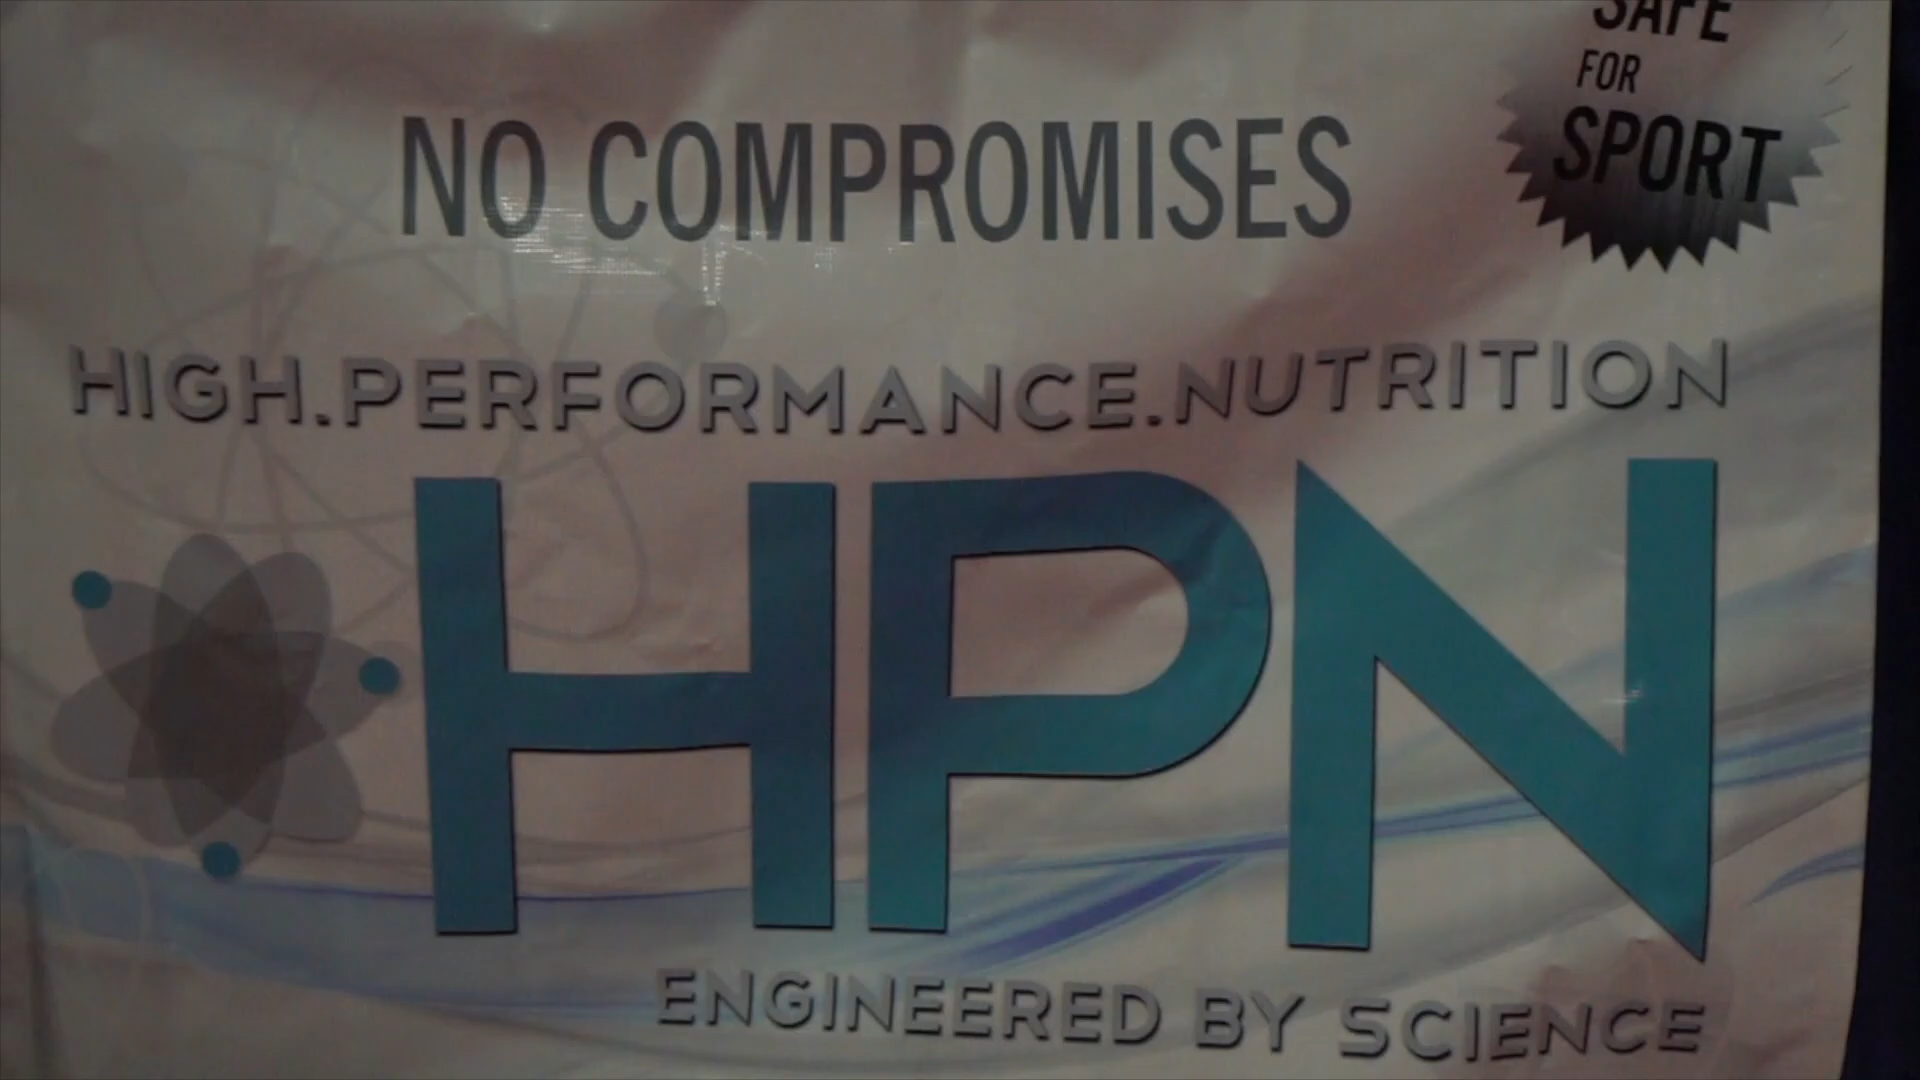 SAFE
FOR
SPORT
NO COMPROMISES
HIGH.PERFORMANCE.NUTRITION
HPN
ENGINEERED BY SCIENCE